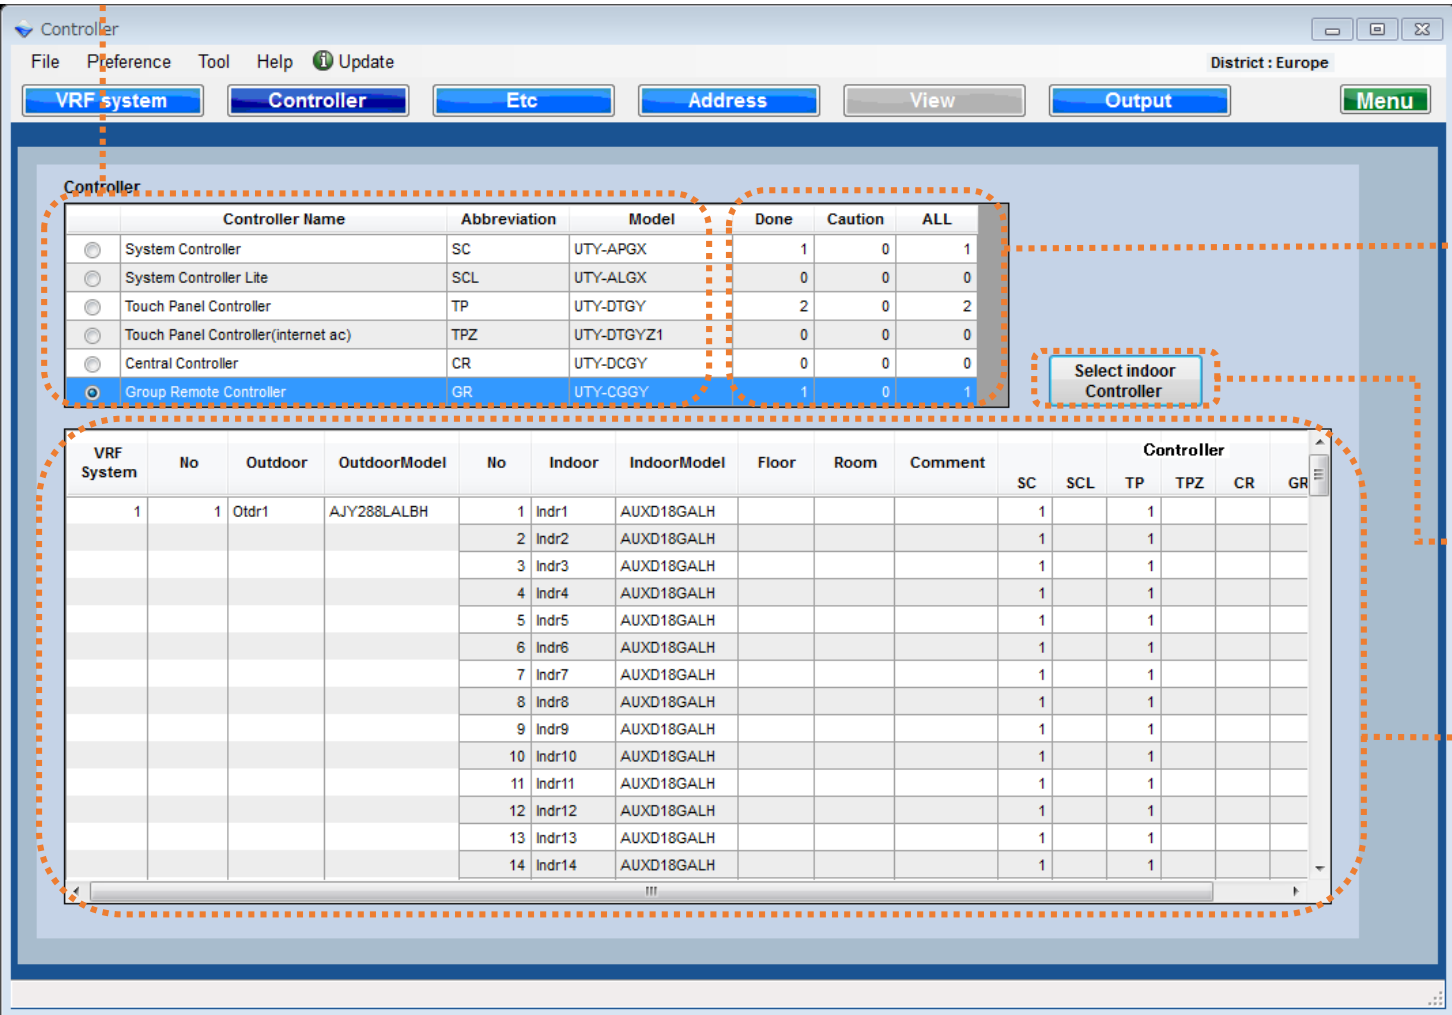 Controller
File Preference Tool Help Update District : Europe
VRF system Controller Etc Address View Output Menu
Controller
Controller Name Abbreviation Model Done Caution ALL
System Controller SC UTY-APGX 1 0 1
System Controller Lite SCL UTY-ALGX 0 0 0
Touch Panel Controller TP UTY-DTGY 2 0 2
Touch Panel Controller(internet ac) TPZ UTY-DTGYZ1 0 0 0
Central Controller CR UTY-DCGY 0 0 0
Group Remote Controller GR UTY-CGGY 1 0 1
Select indoor
Controller
VRF
System No Outdoor OutdoorModel No Indoor IndoorModel Floor Room Comment Controller
SC SCL TP TPZ CR GR
1 1 Otdr1 AJY288LALBH 1 Indr1 AUXD18GALH 1 1
2 Indr2 AUXD18GALH 1 1
3 Indr3 AUXD18GALH 1 1
4 Indr4 AUXD18GALH 1 1
5 Indr5 AUXD18GALH 1 1
6 Indr6 AUXD18GALH 1 1
7 Indr7 AUXD18GALH 1 1
8 Indr8 AUXD18GALH 1 1
9 Indr9 AUXD18GALH 1 1
10 Indr10 AUXD18GALH 1 1
11 Indr11 AUXD18GALH 1 1
12 Indr12 AUXD18GALH 1 1
13 Indr13 AUXD18GALH 1 1
14 Indr14 AUXD18GALH 1 1